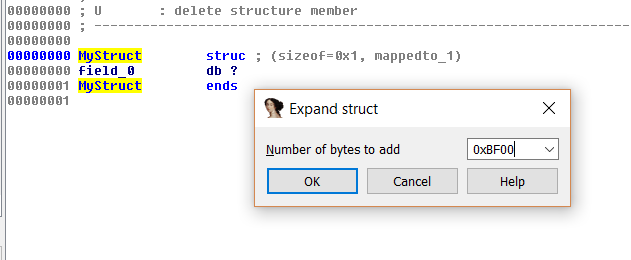 00000000 ; U : delete structure member
00000000 ; ---------------------------------------------------------------------------
00000000
00000000 MyStruct struc ; (sizeof=0x1, mappedto_1)
00000000 field_0 db ?
00000001 MyStruct ends
00000001
Expand struct
Number of bytes to add 0xBF00
OK Cancel Help